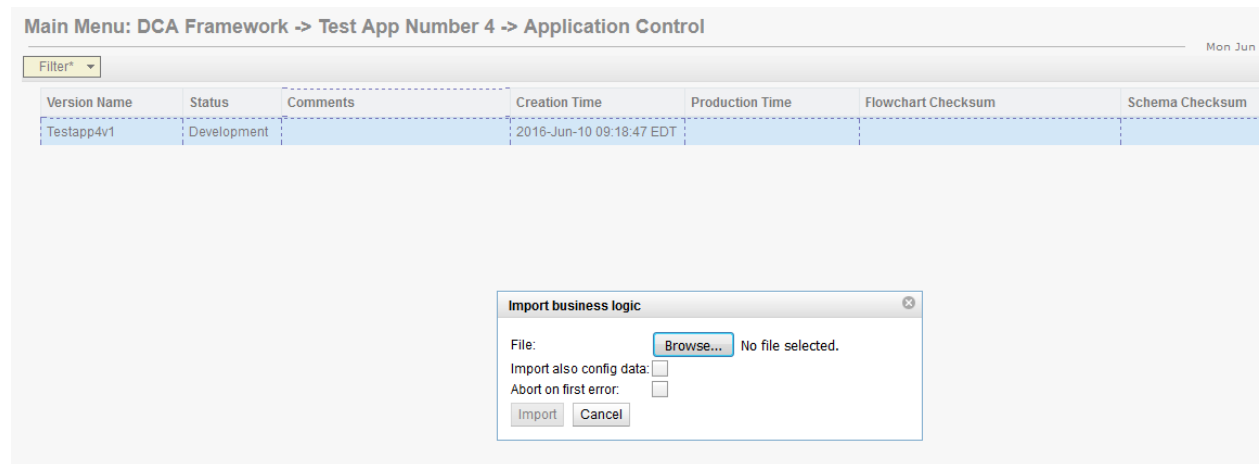 Main Menu: DCA Framework -> Test App Number 4 -> Application Control
Mon Jun
Filter*
Version Name Status Comments Creation Time Production Time Flowchart Checksum Schema Checksum
Testapp4v1 Development 2016-Jun-10 09:18:47 EDT
Import business logic
File: Browse... No file selected.
Import also config data:
Abort on first error:
Import Cancel